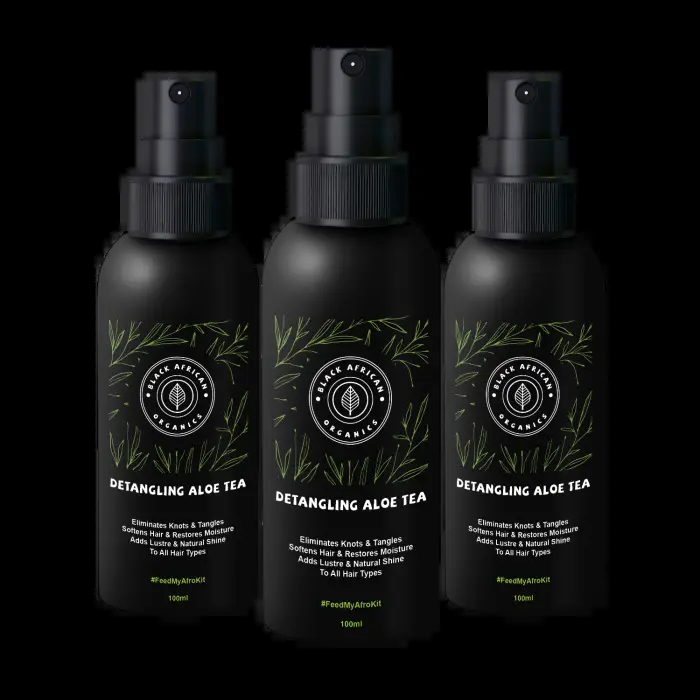 BLACK AFRICAN
ORGANICS
DETANGLING ALOE TEA
Eliminates Knots & Tangles
Softens Hair & Restores Moisture
Adds Lustre & Natural Shine
To All Hair Types
#FeedMyAfroKit
100ml
BLACK AFRICAN
ORGANICS
DETANGLING ALOE TEA
Eliminates Knots & Tangles
Softens Hair & Restores Moisture
Adds Lustre & Natural Shine
To All Hair Types
#FeedMyAfroKit
100ml
BLACK AFRICAN
ORGANICS
DETANGLING ALOE TEA
Eliminates Knots & Tangles
Softens Hair & Restores Moisture
Adds Lustre & Natural Shine
To All Hair Types
#FeedMyAfroKit
100ml